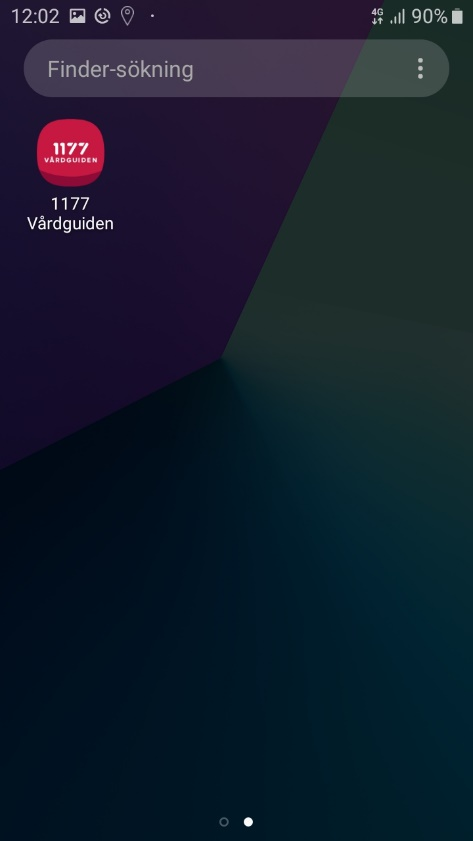 12:02
4G
90%
Finder-sökning
1177
VÅRDGUIDEN
1177
Vårdguiden